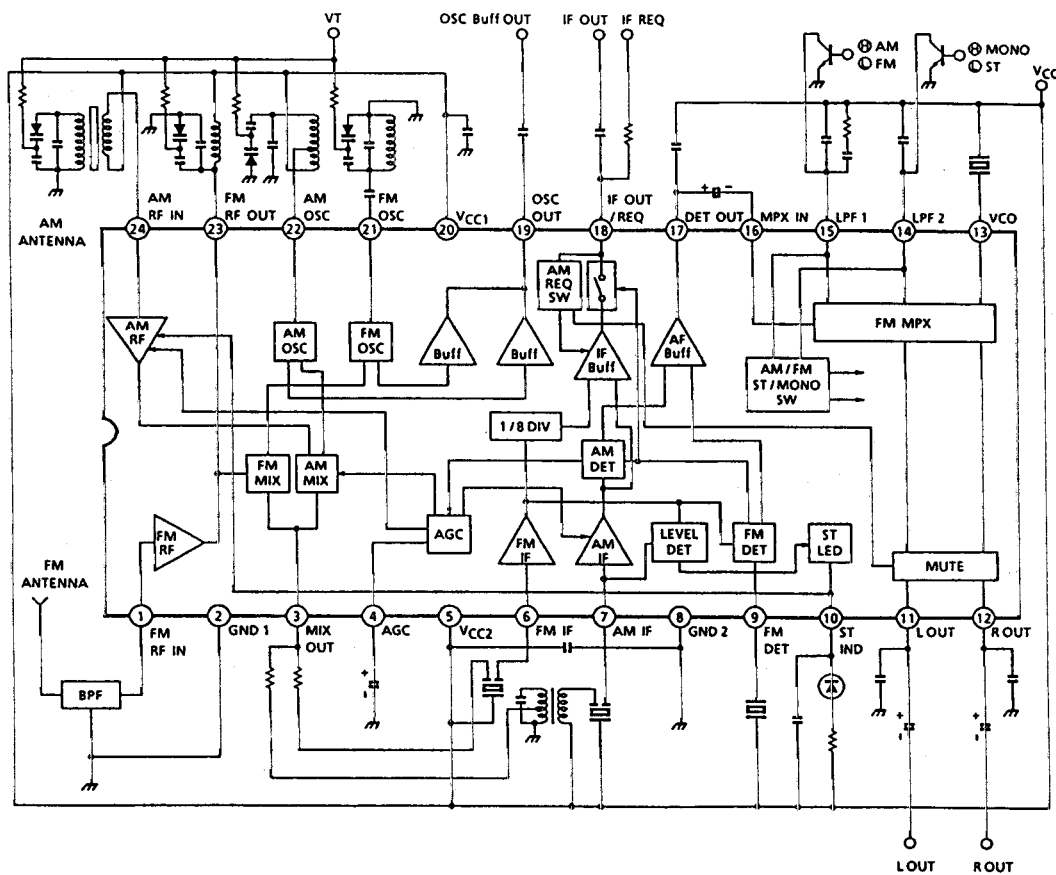 VT
OSC Buff OUT
IF OUT
IF REQ
Ⓗ AM
Ⓛ FM
Ⓗ MONO
Ⓛ ST
VCC
AM ANTENNA
AM RF IN
FM RF OUT
AM OSC
FM OSC
VCC1
OSC OUT
IF OUT /REQ
DET OUT
MPX IN
LPF 1
LPF 2
VCO
24
23
22
21
20
19
18
17
16
15
14
13
+ -
AM RF
AM OSC
FM OSC
Buff
Buff
AM REQ SW
IF Buff
AF Buff
FM MPX
AM / FM
ST / MONO
SW
1 / 8 DIV
FM MIX
AM MIX
AM DET
AGC
FM RF
FM IF
AM IF
LEVEL DET
FM DET
ST LED
MUTE
FM ANTENNA
1
2
3
4
5
6
7
8
9
10
11
12
FM RF IN
GND 1
MIX OUT
AGC
VCC2
FM IF
AM IF
GND 2
FM DET
ST IND
L OUT
R OUT
BPF
+
-
+
-
+
-
L OUT
R OUT